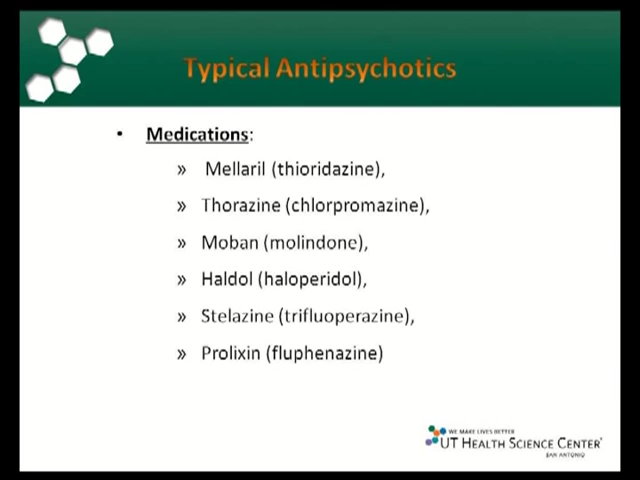 Typical Antipsychotics
• Medications:
» Mellaril (thioridazine),
» Thorazine (chlorpromazine),
» Moban (molindone),
» Haldol (haloperidol),
» Stelazine (trifluoperazine),
» Prolixin (fluphenazine)
WE MAKE LIVES BETTER
UT HEALTH SCIENCE CENTER®
SAN ANTONIO